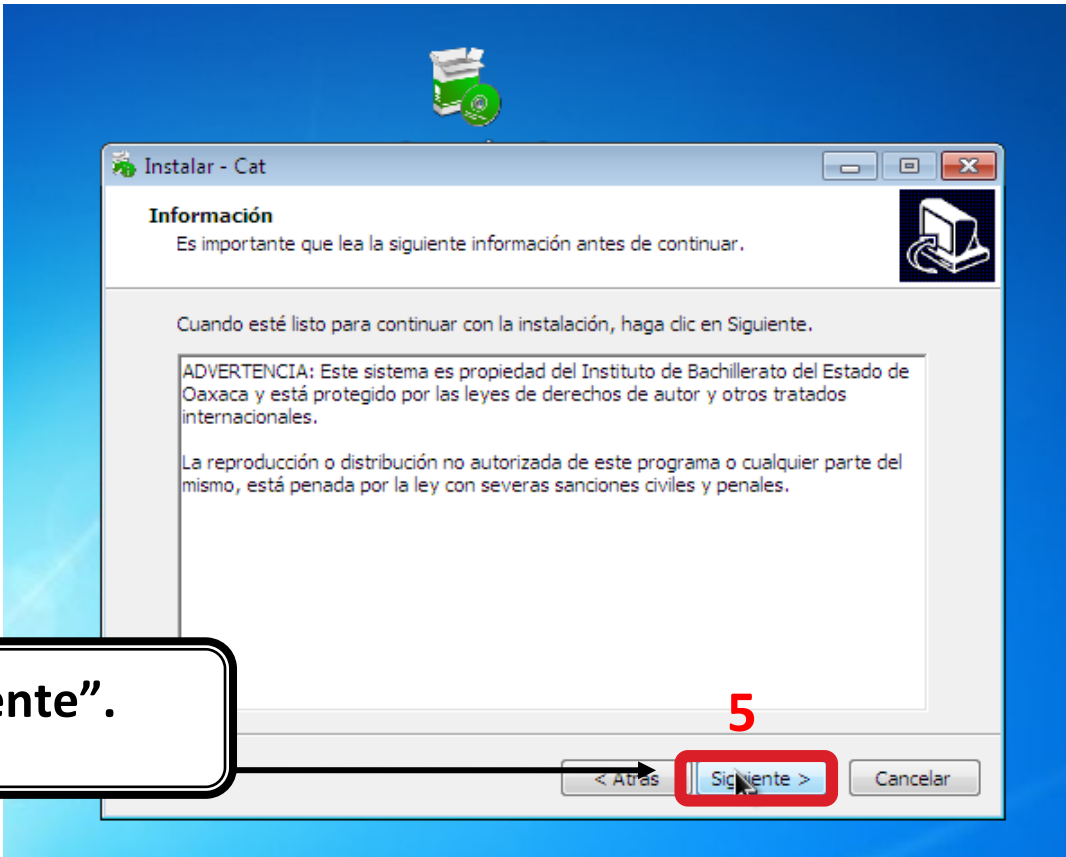 Instalar - Cat
Información
Es importante que lea la siguiente información antes de continuar.
Cuando esté listo para continuar con la instalación, haga clic en Siguiente.
ADVERTENCIA: Este sistema es propiedad del Instituto de Bachillerato del Estado de
Oaxaca y está protegido por las leyes de derechos de autor y otros tratados
internacionales.
La reproducción o distribución no autorizada de este programa o cualquier parte del
mismo, está penada por la ley con severas sanciones civiles y penales.
ente”.
5
< Atrás
Siguiente >
Cancelar